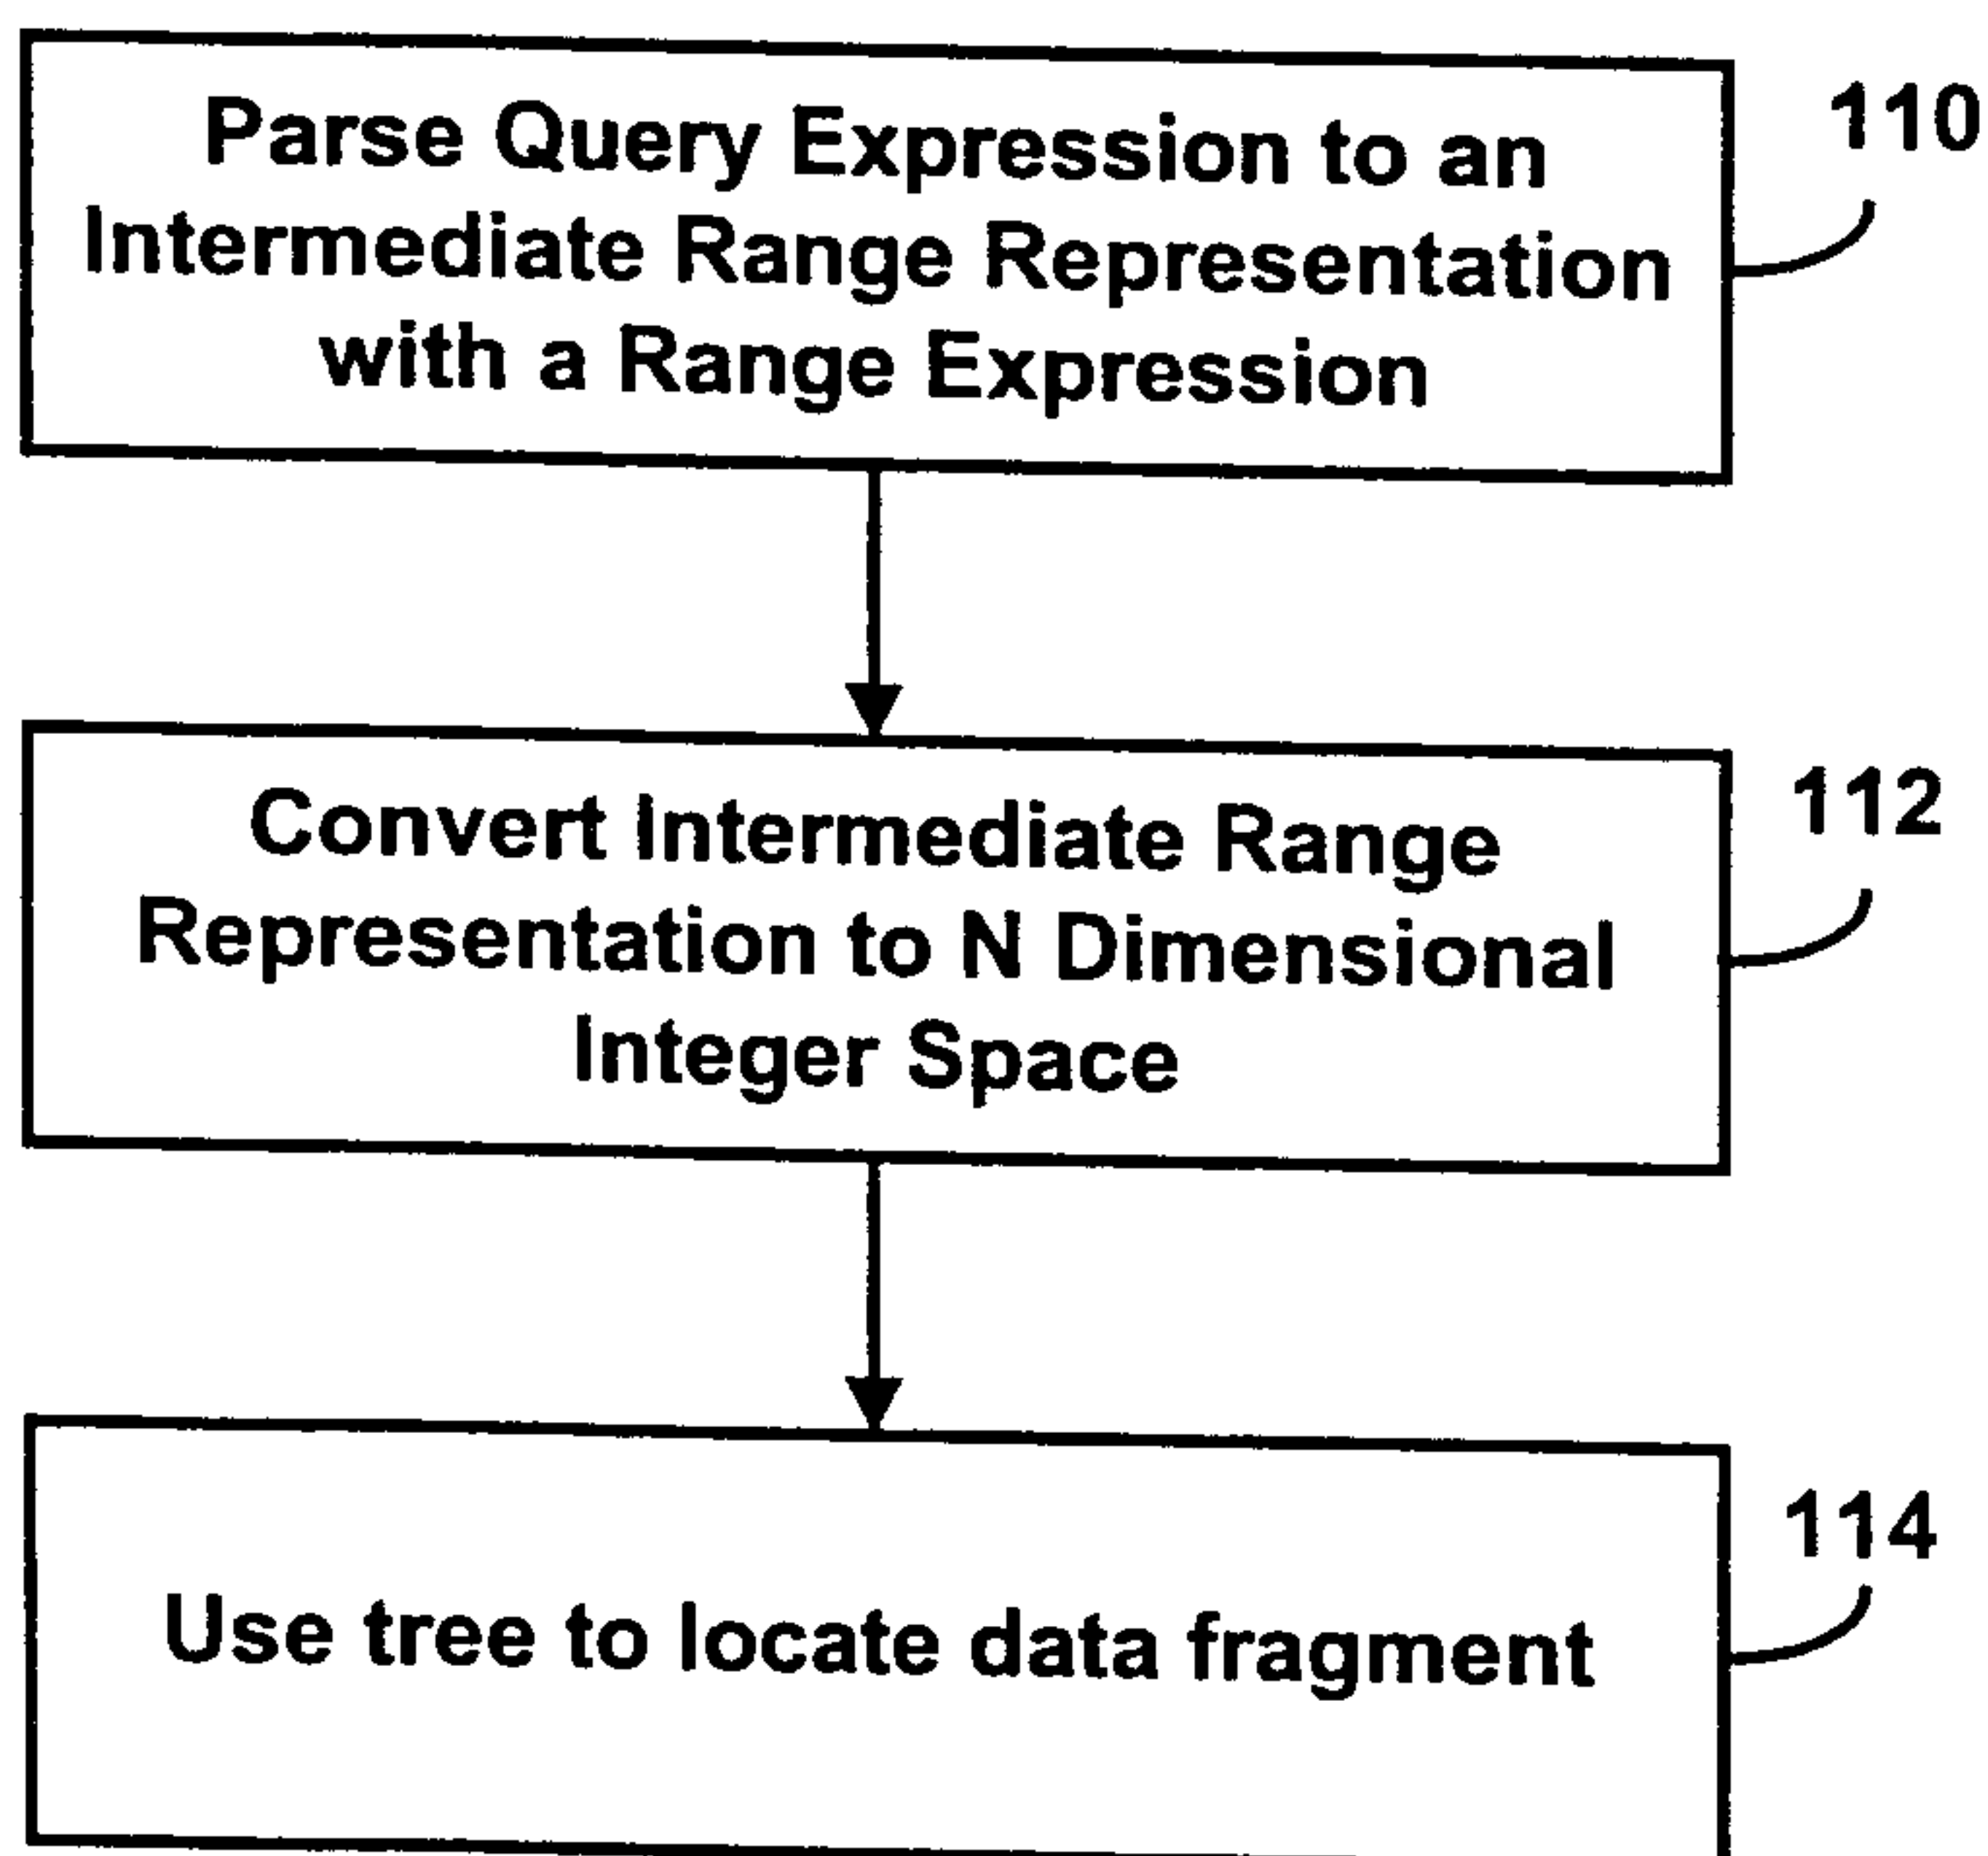 Parse Query Expression to an
Intermediate Range Representation
with a Range Expression
110
Convert Intermediate Range
Representation to N Dimensional
Integer Space
112
Use tree to locate data fragment
114